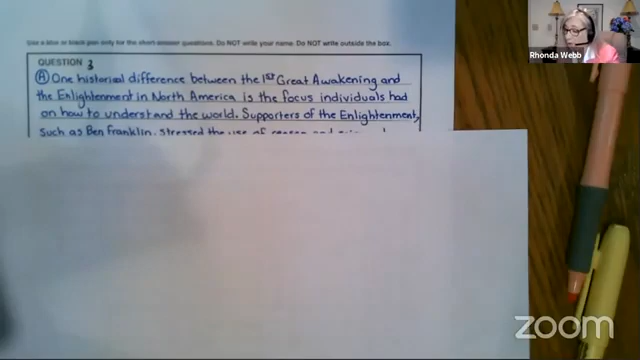 Use a blue or black pen only for the short-answer questions. Do NOT write your name. Do NOT write outside the box.
QUESTION 3
Ⓐ One historical difference between the 1st Great Awakening and
the Enlightenment in North America is the focus individuals had
on how to understand the world. Supporters of the Enlightenment,
such as Ben Franklin, stressed the use of reason and
Rhonda Webb
zoom